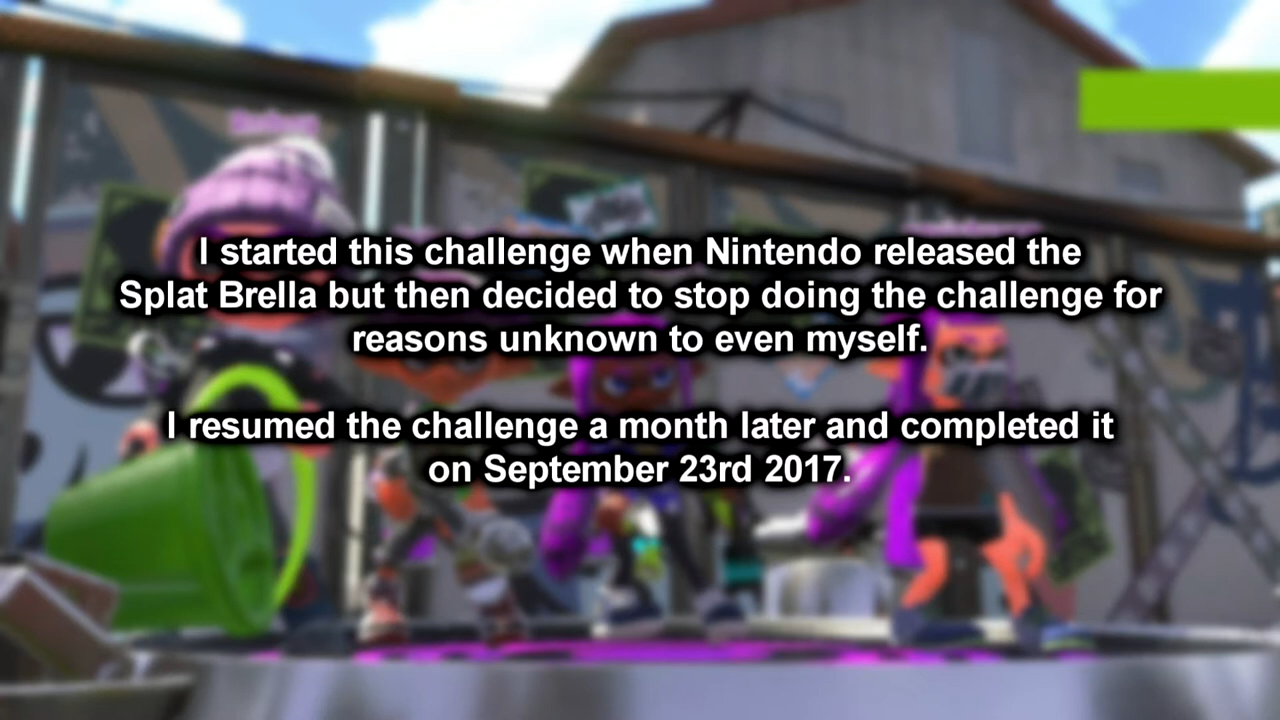 I started this challenge when Nintendo released the
Splat Brella but then decided to stop doing the challenge for
reasons unknown to even myself.
I resumed the challenge a month later and completed it
on September 23rd 2017.